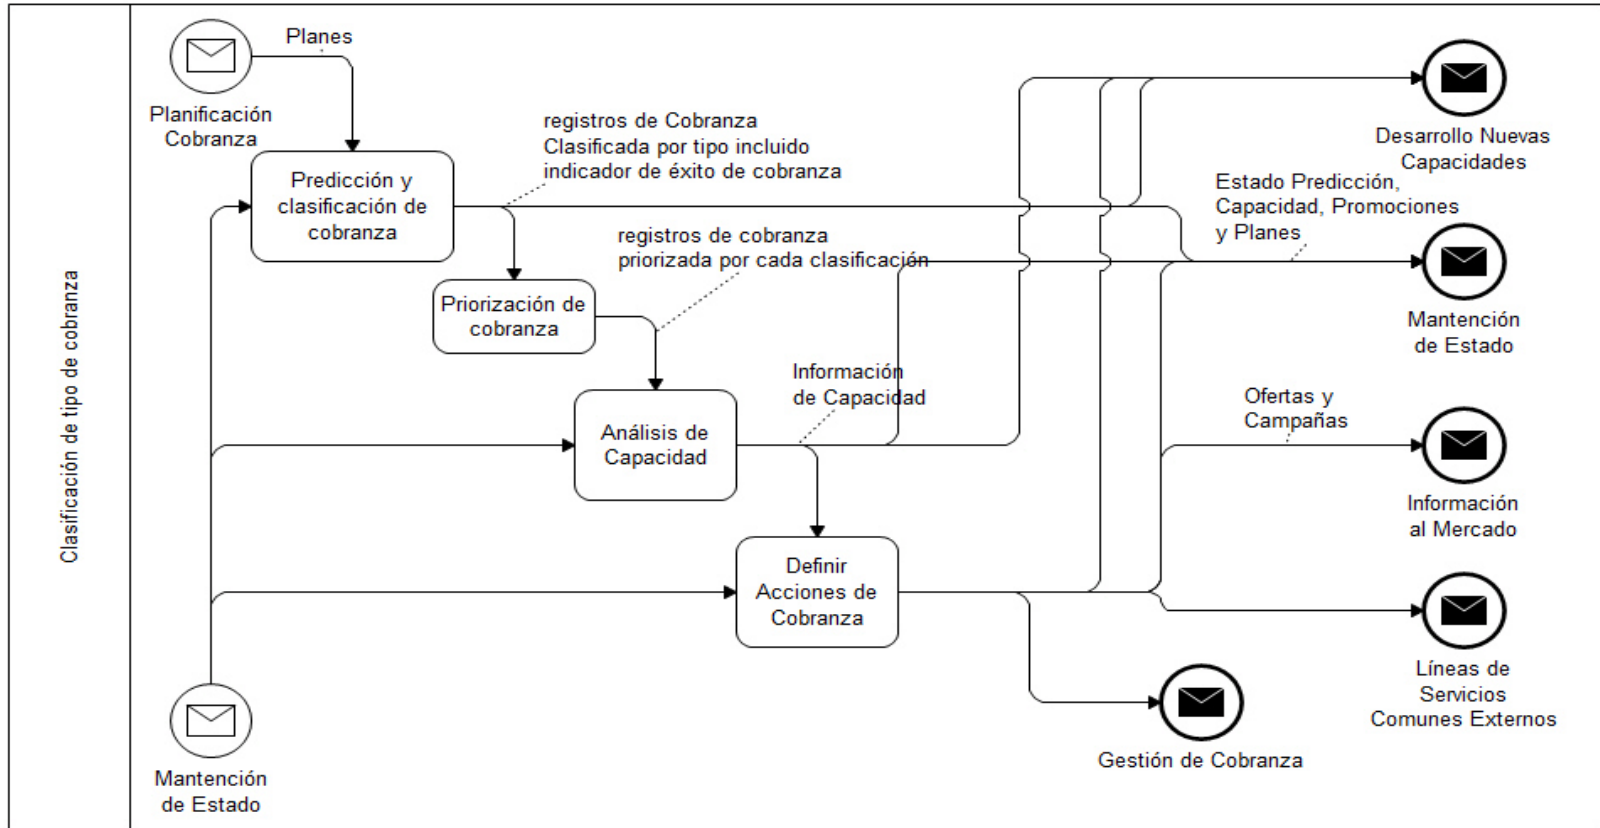 Clasificación de tipo de cobranza
Planes
Planificación
Cobranza
registros de Cobranza
Clasificada por tipo incluido
indicador de éxito de cobranza
Predicción y
clasificación de
cobranza
registros de cobranza
priorizada por cada clasificación
Priorización de
cobranza
Información
de Capacidad
Análisis de
Capacidad
Definir
Acciones de
Cobranza
Mantención
de Estado
Desarrollo Nuevas
Capacidades
Estado Predicción,
Capacidad, Promociones
y Planes
Mantención
de Estado
Ofertas y
Campañas
Información
al Mercado
Líneas de
Servicios
Comunes Externos
Gestión de Cobranza